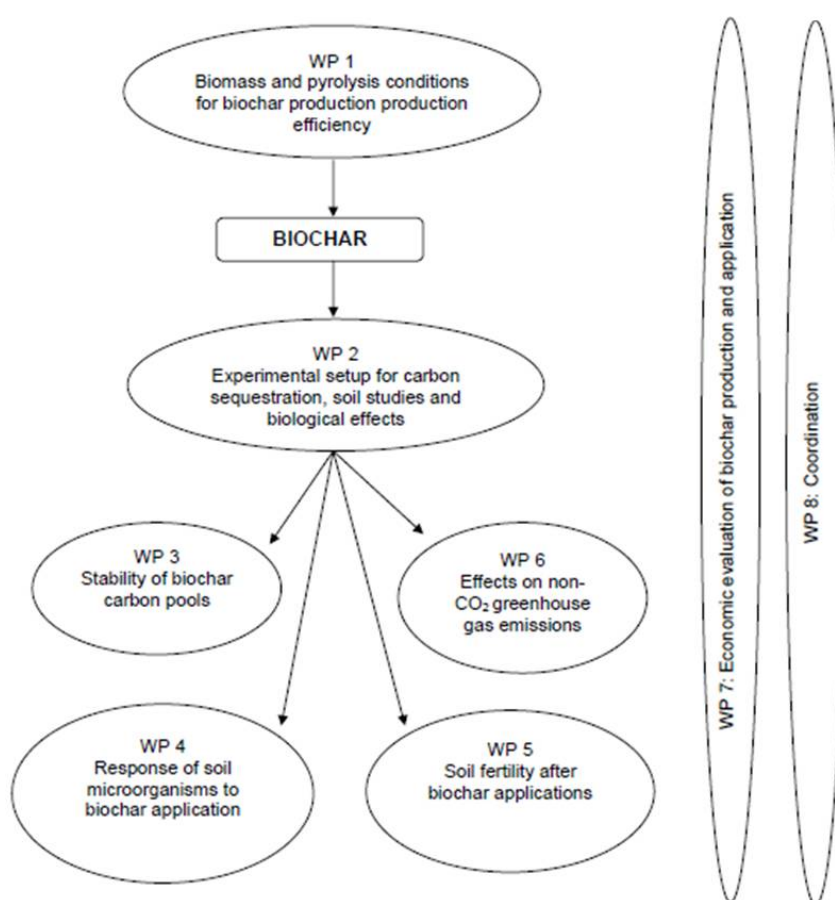 WP 1
Biomass and pyrolysis conditions
for biochar production production
efficiency
BIOCHAR
WP 2
Experimental setup for carbon
sequestration, soil studies and
biological effects
WP 3
Stability of biochar
carbon pools
WP 6
Effects on non-
CO₂ greenhouse
gas emissions
WP 4
Response of soil
microorganisms to
biochar application
WP 5
Soil fertility after
biochar applications
WP 7: Economic evaluation of biochar production and application
WP 8: Coordination